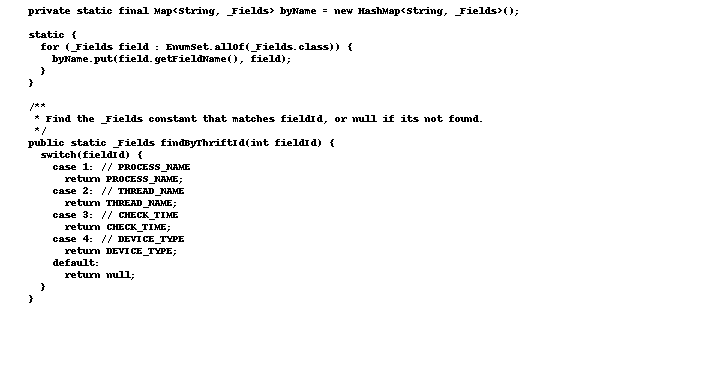 private static final Map<String, _Fields> byName = new HashMap<String, _Fields>();

static {
  for (_Fields field : EnumSet.allOf(_Fields.class)) {
    byName.put(field.getFieldName(), field);
  }
}

/**
 * Find the _Fields constant that matches fieldId, or null if its not found.
 */
public static _Fields findByThriftId(int fieldId) {
  switch(fieldId) {
    case 1: // PROCESS_NAME
      return PROCESS_NAME;
    case 2: // THREAD_NAME
      return THREAD_NAME;
    case 3: // CHECK_TIME
      return CHECK_TIME;
    case 4: // DEVICE_TYPE
      return DEVICE_TYPE;
    default:
      return null;
  }
}